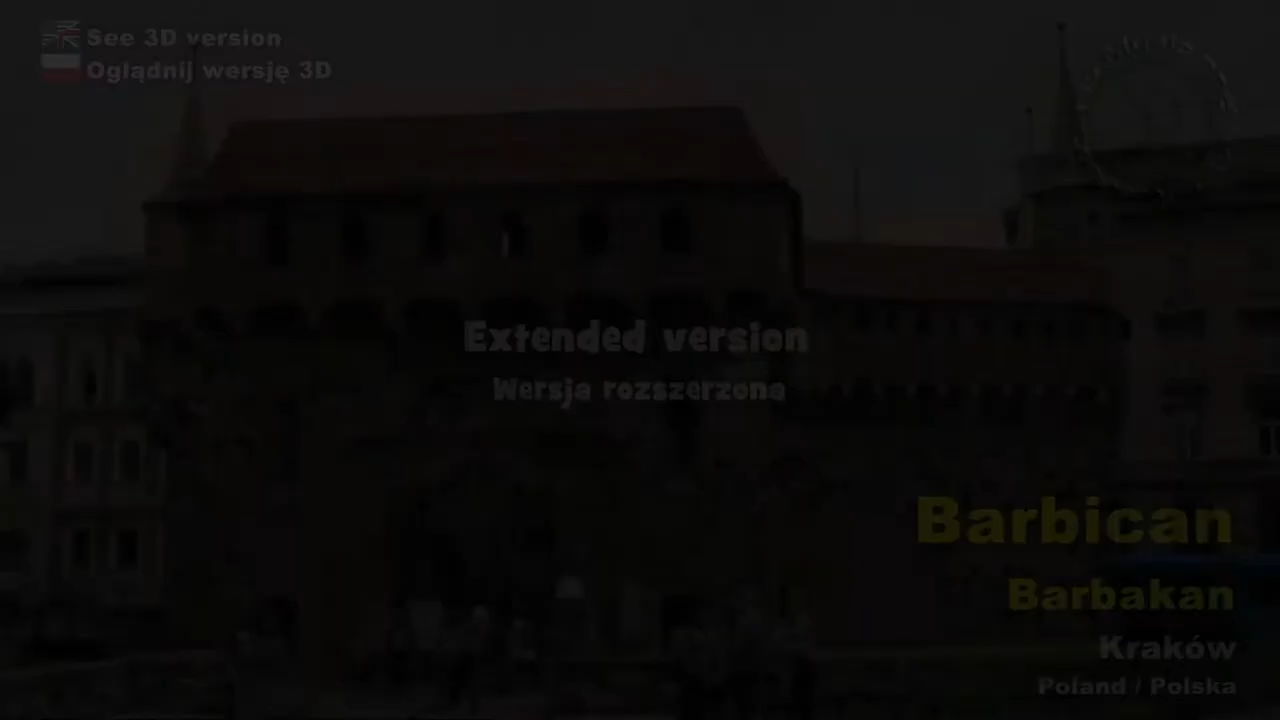 See 3D version
Oglądnij wersję 3D
Extended version
Wersja rozszerzona
Barbican
Barbakan
Kraków
Poland / Polska